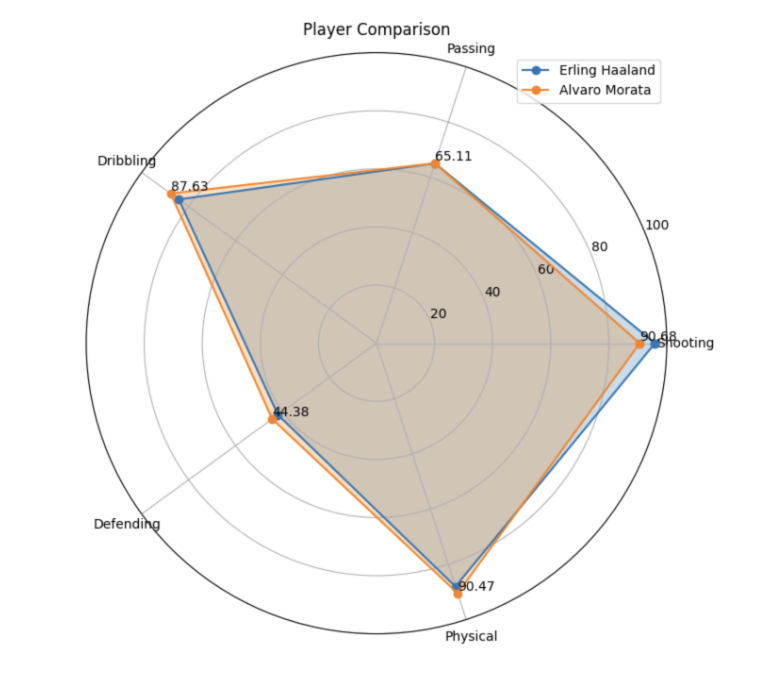 Player Comparison
Passing
Erling Haaland
Alvaro Morata
Dribbling
65.11
87.63
100
80
60
40
20
90.68
Shooting
44.38
Defending
90.47
Physical